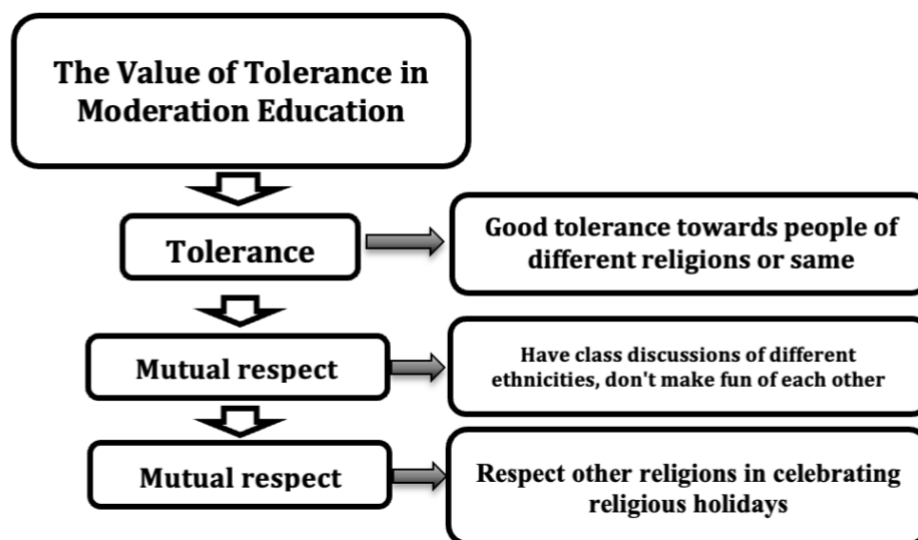 The Value of Tolerance in
Moderation Education
Tolerance
Good tolerance towards people of
different religions or same
Mutual respect
Have class discussions of different
ethnicities, don't make fun of each other
Mutual respect
Respect other religions in celebrating
religious holidays